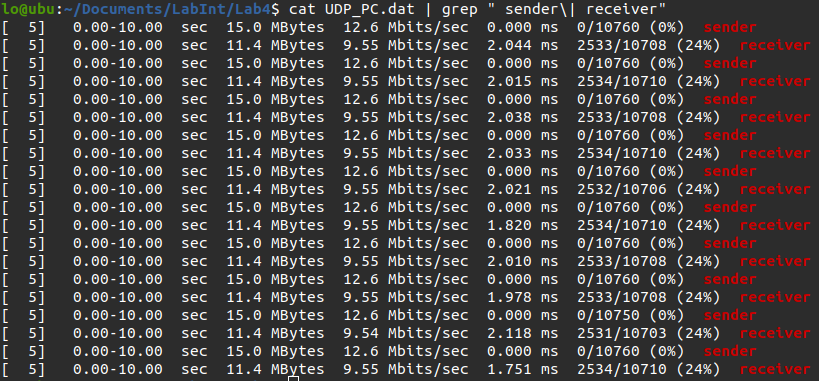 lo@ubu:~/Documents/LabInt/Lab4$ cat UDP_PC.dat | grep " sender\| receiver"
[  5]   0.00-10.00  sec  15.0 MBytes  12.6 Mbits/sec  0.000 ms  0/10760 (0%)  sender
[  5]   0.00-10.00  sec  11.4 MBytes  9.55 Mbits/sec  2.044 ms  2533/10708 (24%)  receiver
[  5]   0.00-10.00  sec  15.0 MBytes  12.6 Mbits/sec  0.000 ms  0/10760 (0%)  sender
[  5]   0.00-10.00  sec  11.4 MBytes  9.55 Mbits/sec  2.015 ms  2534/10710 (24%)  receiver
[  5]   0.00-10.00  sec  15.0 MBytes  12.6 Mbits/sec  0.000 ms  0/10760 (0%)  sender
[  5]   0.00-10.00  sec  11.4 MBytes  9.55 Mbits/sec  2.038 ms  2533/10708 (24%)  receiver
[  5]   0.00-10.00  sec  15.0 MBytes  12.6 Mbits/sec  0.000 ms  0/10760 (0%)  sender
[  5]   0.00-10.00  sec  11.4 MBytes  9.55 Mbits/sec  2.033 ms  2534/10710 (24%)  receiver
[  5]   0.00-10.00  sec  15.0 MBytes  12.6 Mbits/sec  0.000 ms  0/10760 (0%)  sender
[  5]   0.00-10.00  sec  11.4 MBytes  9.55 Mbits/sec  2.021 ms  2532/10706 (24%)  receiver
[  5]   0.00-10.00  sec  15.0 MBytes  12.6 Mbits/sec  0.000 ms  0/10760 (0%)  sender
[  5]   0.00-10.00  sec  11.4 MBytes  9.55 Mbits/sec  1.820 ms  2534/10710 (24%)  receiver
[  5]   0.00-10.00  sec  15.0 MBytes  12.6 Mbits/sec  0.000 ms  0/10760 (0%)  sender
[  5]   0.00-10.00  sec  11.4 MBytes  9.55 Mbits/sec  2.010 ms  2533/10708 (24%)  receiver
[  5]   0.00-10.00  sec  15.0 MBytes  12.6 Mbits/sec  0.000 ms  0/10760 (0%)  sender
[  5]   0.00-10.00  sec  11.4 MBytes  9.55 Mbits/sec  1.978 ms  2533/10708 (24%)  receiver
[  5]   0.00-10.00  sec  15.0 MBytes  12.6 Mbits/sec  0.000 ms  0/10750 (0%)  sender
[  5]   0.00-10.00  sec  11.4 MBytes  9.54 Mbits/sec  2.118 ms  2531/10703 (24%)  receiver
[  5]   0.00-10.00  sec  15.0 MBytes  12.6 Mbits/sec  0.000 ms  0/10760 (0%)  sender
[  5]   0.00-10.00  sec  11.4 MBytes  9.55 Mbits/sec  1.751 ms  2534/10710 (24%)  receiver